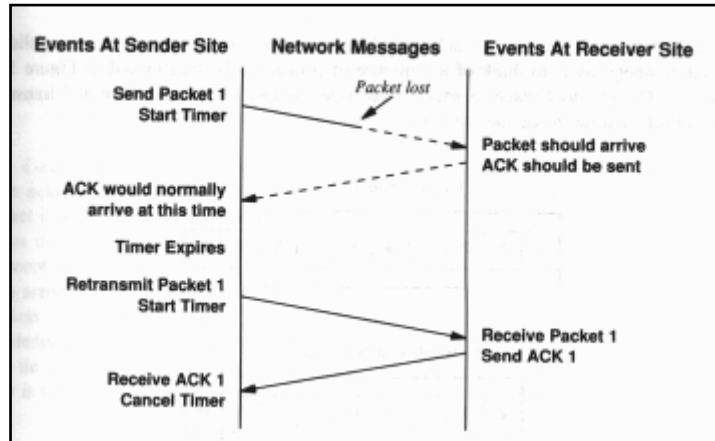 Events At Sender Site
Network Messages
Events At Receiver Site
Packet lost
Send Packet 1
Start Timer
Packet should arrive
ACK should be sent
ACK would normally
arrive at this time
Timer Expires
Retransmit Packet 1
Start Timer
Receive Packet 1
Send ACK 1
Receive ACK 1
Cancel Timer